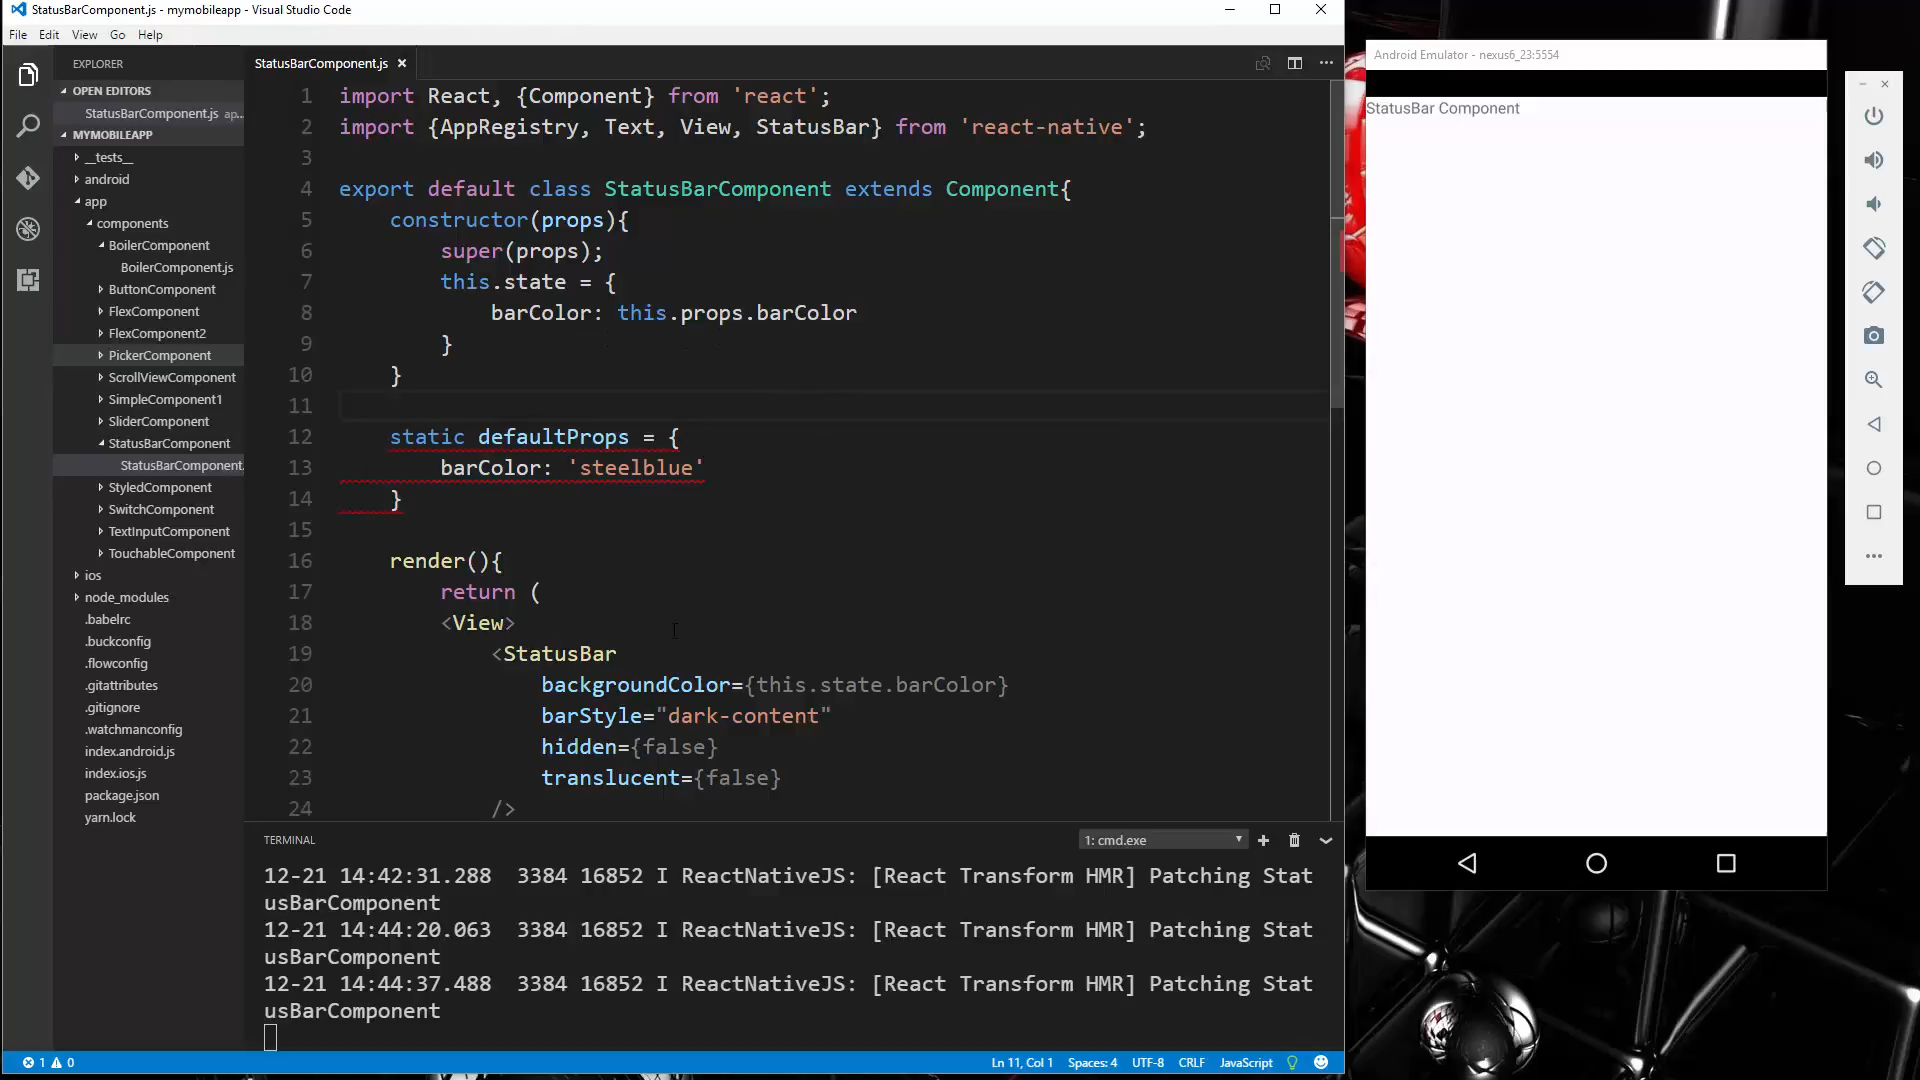 StatusBarComponent.js - mymobileapp - Visual Studio Code
File Edit View Go Help
EXPLORER
OPEN EDITORS
StatusBarComponent.js ap...
MYMOBILEAPP
__tests__
android
app
components
BoilerComponent
BoilerComponent.js
ButtonComponent
FlexComponent
FlexComponent2
PickerComponent
ScrollViewComponent
SimpleComponent1
SliderComponent
StatusBarComponent
StatusBarComponent.
StyledComponent
SwitchComponent
TextInputComponent
TouchableComponent
ios
node_modules
.babelrc
.buckconfig
.flowconfig
.gitattributes
.gitignore
.watchmanconfig
index.android.js
index.ios.js
package.json
yarn.lock
StatusBarComponent.js
1 import React, {Component} from 'react';
2 import {AppRegistry, Text, View, StatusBar} from 'react-native';
3
4 export default class StatusBarComponent extends Component{
5 constructor(props){
6 super(props);
7 this.state = {
8 barColor: this.props.barColor
9 }
10 }
11
12 static defaultProps = {
13 barColor: 'steelblue'
14 }
15
16 render(){
17 return (
18 <View>
19 <StatusBar
20 backgroundColor={this.state.barColor}
21 barStyle="dark-content"
22 hidden={false}
23 translucent={false}
24 />
TERMINAL
1: cmd.exe
12-21 14:42:31.288  3384 16852 I ReactNativeJS: [React Transform HMR] Patching Stat
usBarComponent
12-21 14:44:20.063  3384 16852 I ReactNativeJS: [React Transform HMR] Patching Stat
usBarComponent
12-21 14:44:37.488  3384 16852 I ReactNativeJS: [React Transform HMR] Patching Stat
usBarComponent
1 0
Ln 11, Col 1 Spaces: 4 UTF-8 CRLF JavaScript
Android Emulator - nexus6_23:5554
StatusBar Component